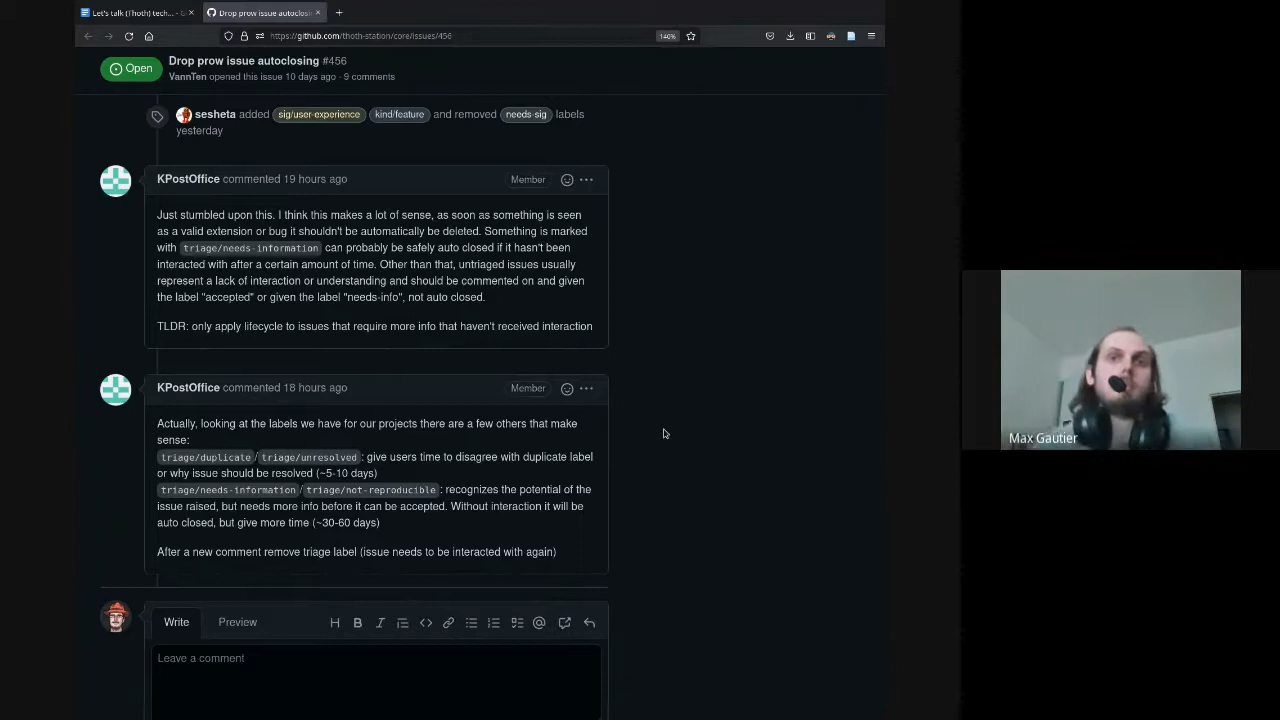 Let's talk (Thoth) tech... -
Drop prow issue autoclosi
https://github.com/thoth-station/core/issues/456
140%
Open
Drop prow issue autoclosing #456
VannTen opened this issue 10 days ago · 9 comments
sesheta added sig/user-experience kind/feature and removed needs-sig labels
yesterday
KPostOffice commented 19 hours ago
Member
Just stumbled upon this. I think this makes a lot of sense, as soon as something is seen
as a valid extension or bug it shouldn't be automatically be deleted. Something is marked
with triage/needs-information can probably be safely auto closed if it hasn't been
interacted with after a certain amount of time. Other than that, untriaged issues usually
represent a lack of interaction or understanding and should be commented on and given
the label "accepted" or given the label "needs-info", not auto closed.
TLDR: only apply lifecycle to issues that require more info that haven't received interaction
KPostOffice commented 18 hours ago
Member
Actually, looking at the labels we have for our projects there are a few others that make
sense:
triage/duplicate / triage/unresolved : give users time to disagree with duplicate label
or why issue should be resolved (~5-10 days)
triage/needs-information / triage/not-reproducible : recognizes the potential of the
issue raised, but needs more info before it can be accepted. Without interaction it will be
auto closed, but give more time (~30-60 days)
After a new comment remove triage label (issue needs to be interacted with again)
Write
Preview
Leave a comment
Max Gautier